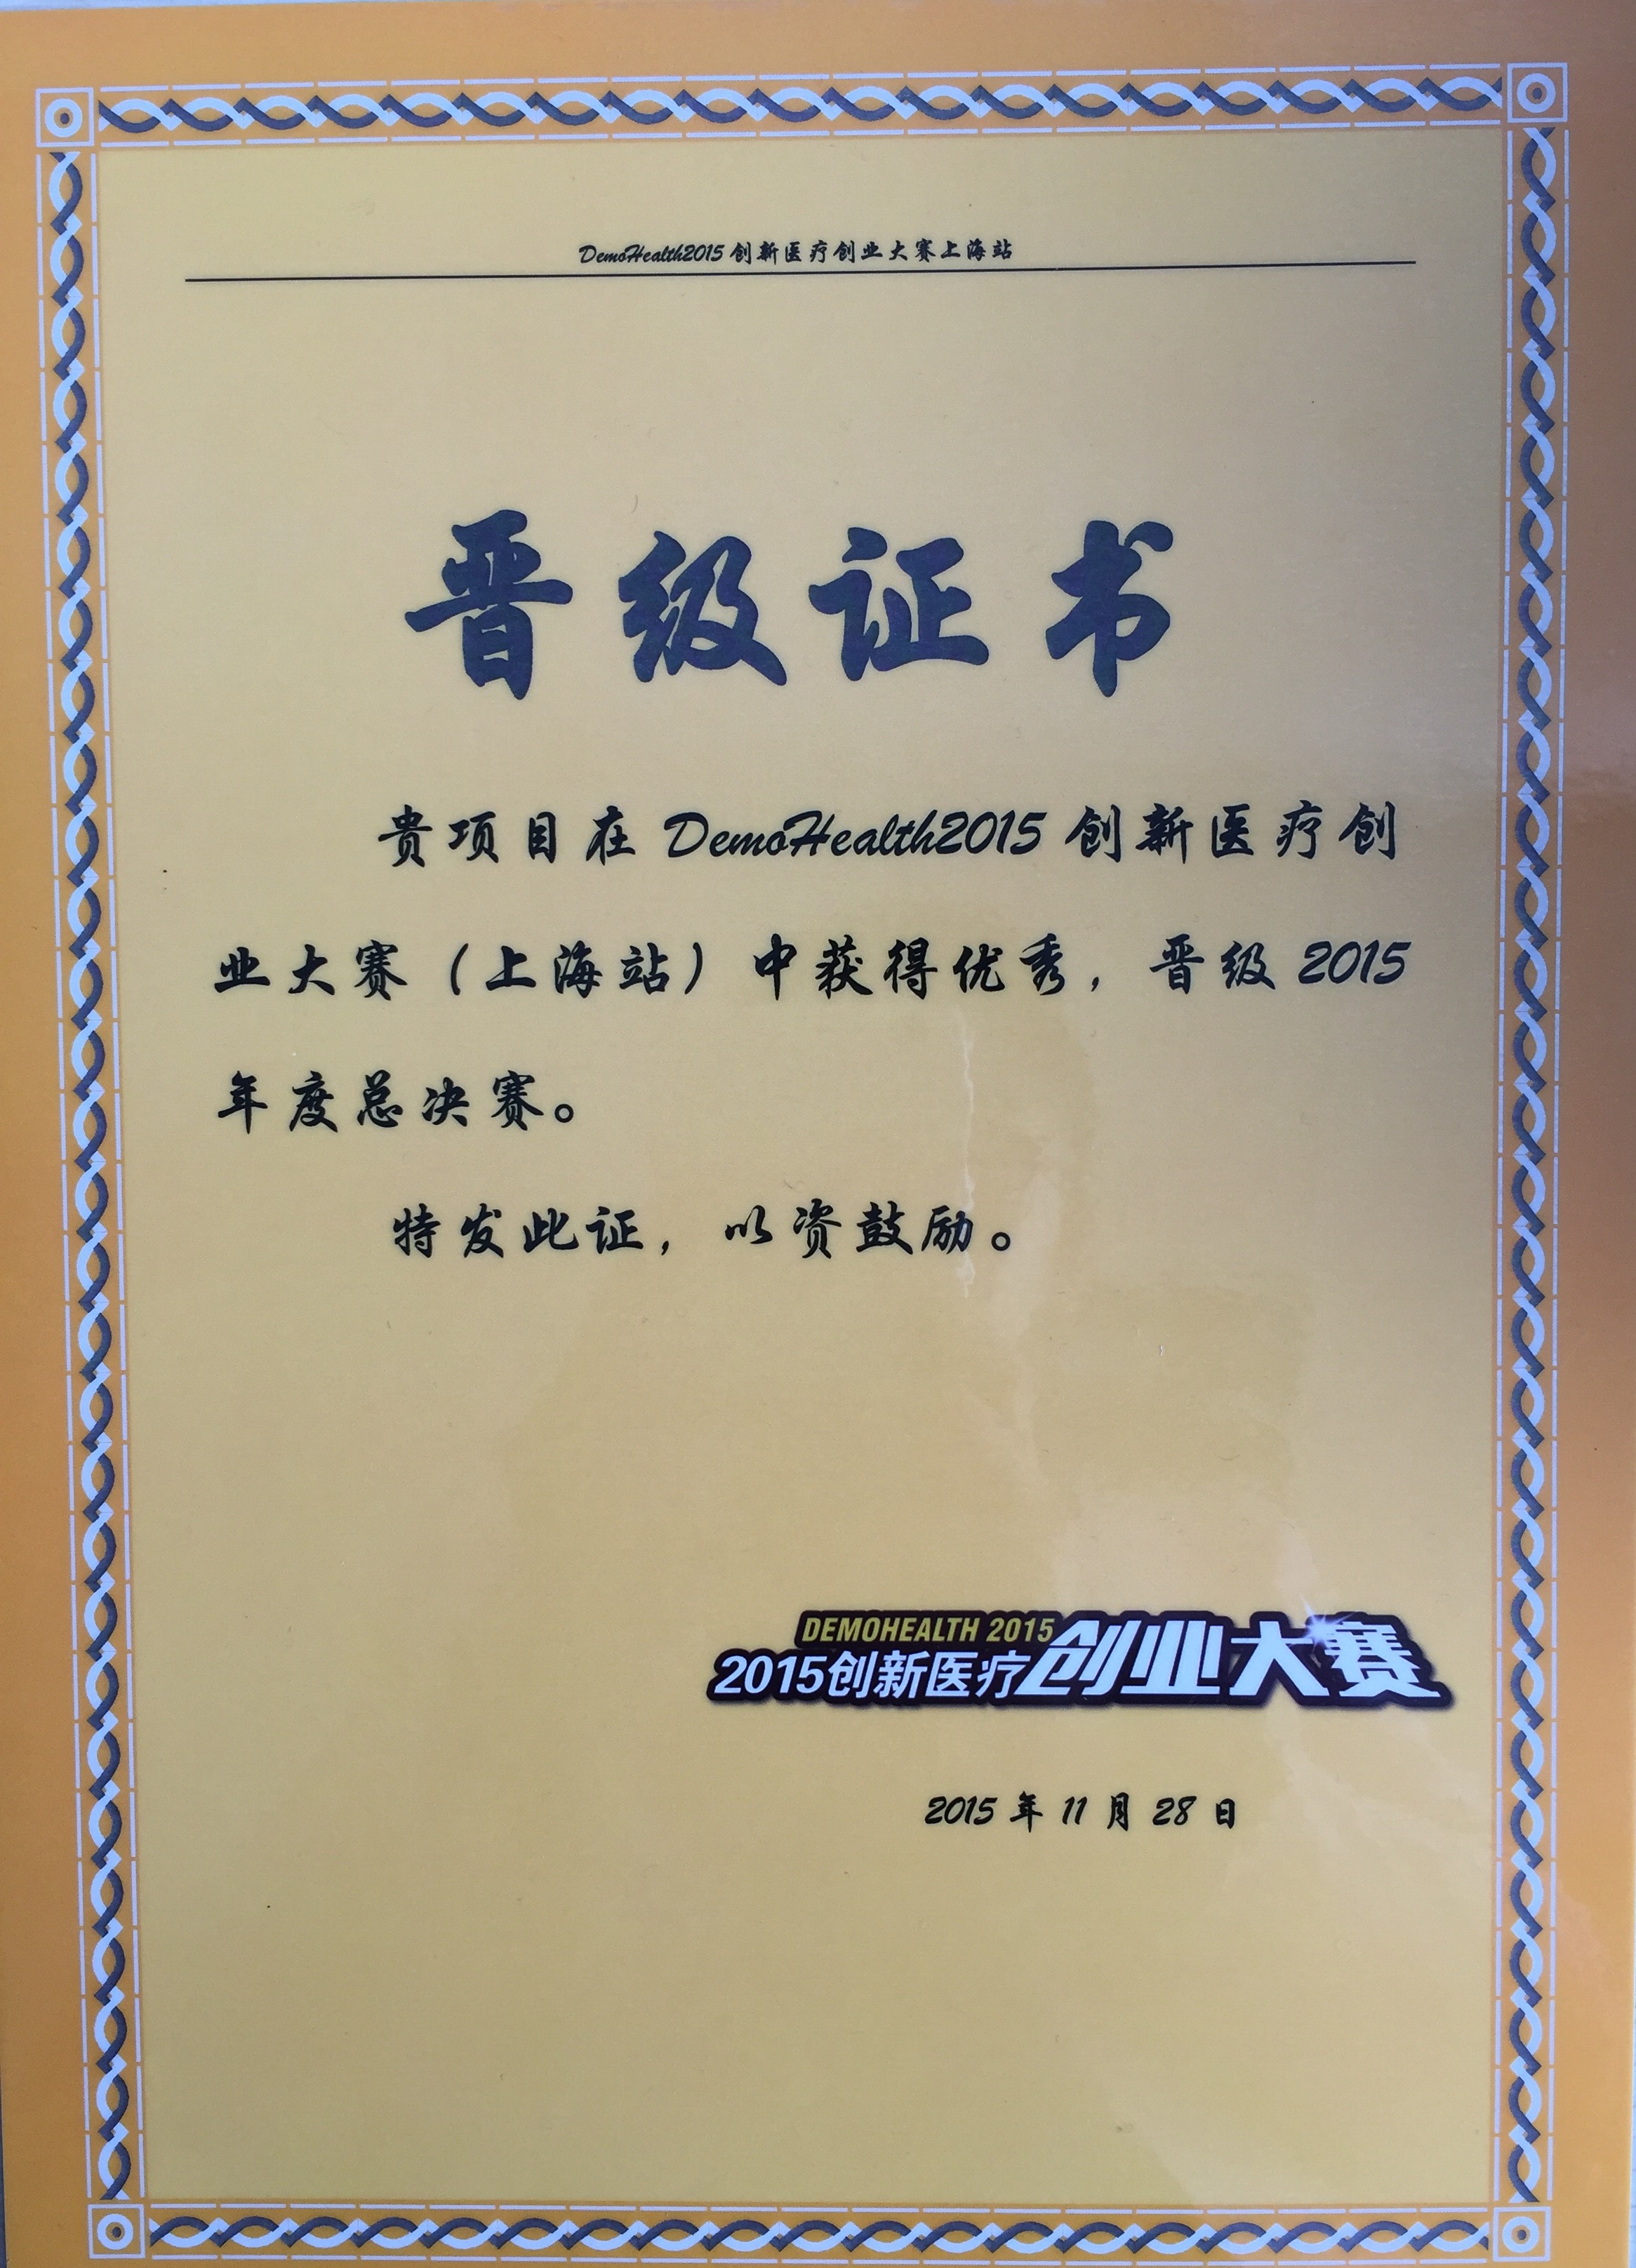 DemoHealth2015 创新医疗创业大赛上海站
晋级证书
贵项目在 DemoHealth2015 创新医疗创
业大赛（上海站）中获得优秀，晋级 2015
年度总决赛。
特发此证，以资鼓励。
DEMOHEALTH 2015
2015创新医疗创业大赛
2015 年 11 月 28 日